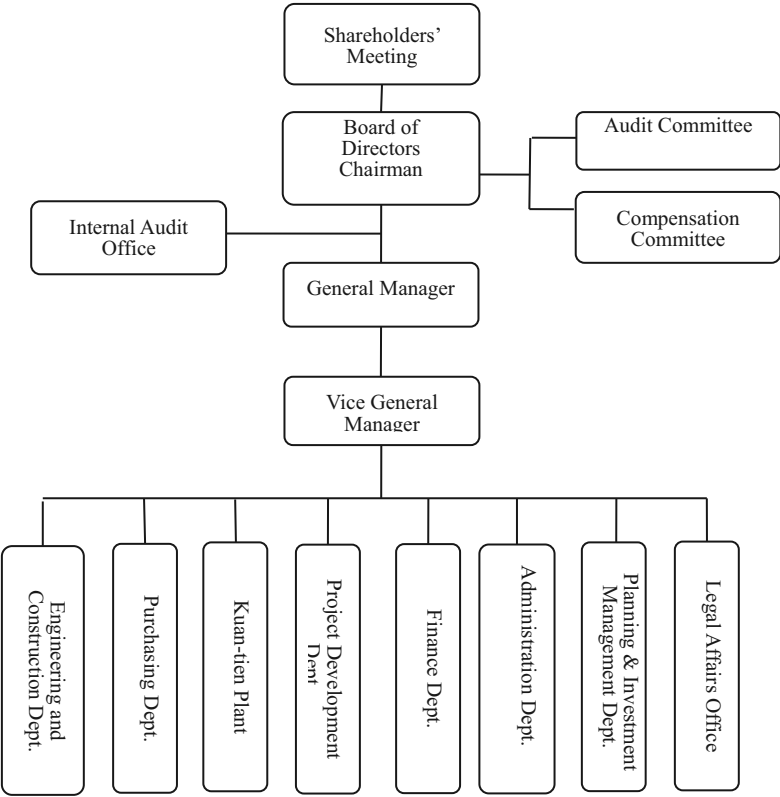 Shareholders’
Meeting
Board of
Directors
Chairman
Audit Committee
Compensation
Committee
Internal Audit
Office
General Manager
Vice General
Manager
Engineering and
Construction Dept.
Purchasing Dept.
Kuan-tien Plant
Project Development
Dept
Finance Dept.
Administration Dept.
Planning & Investment
Management Dept.
Legal Affairs Office